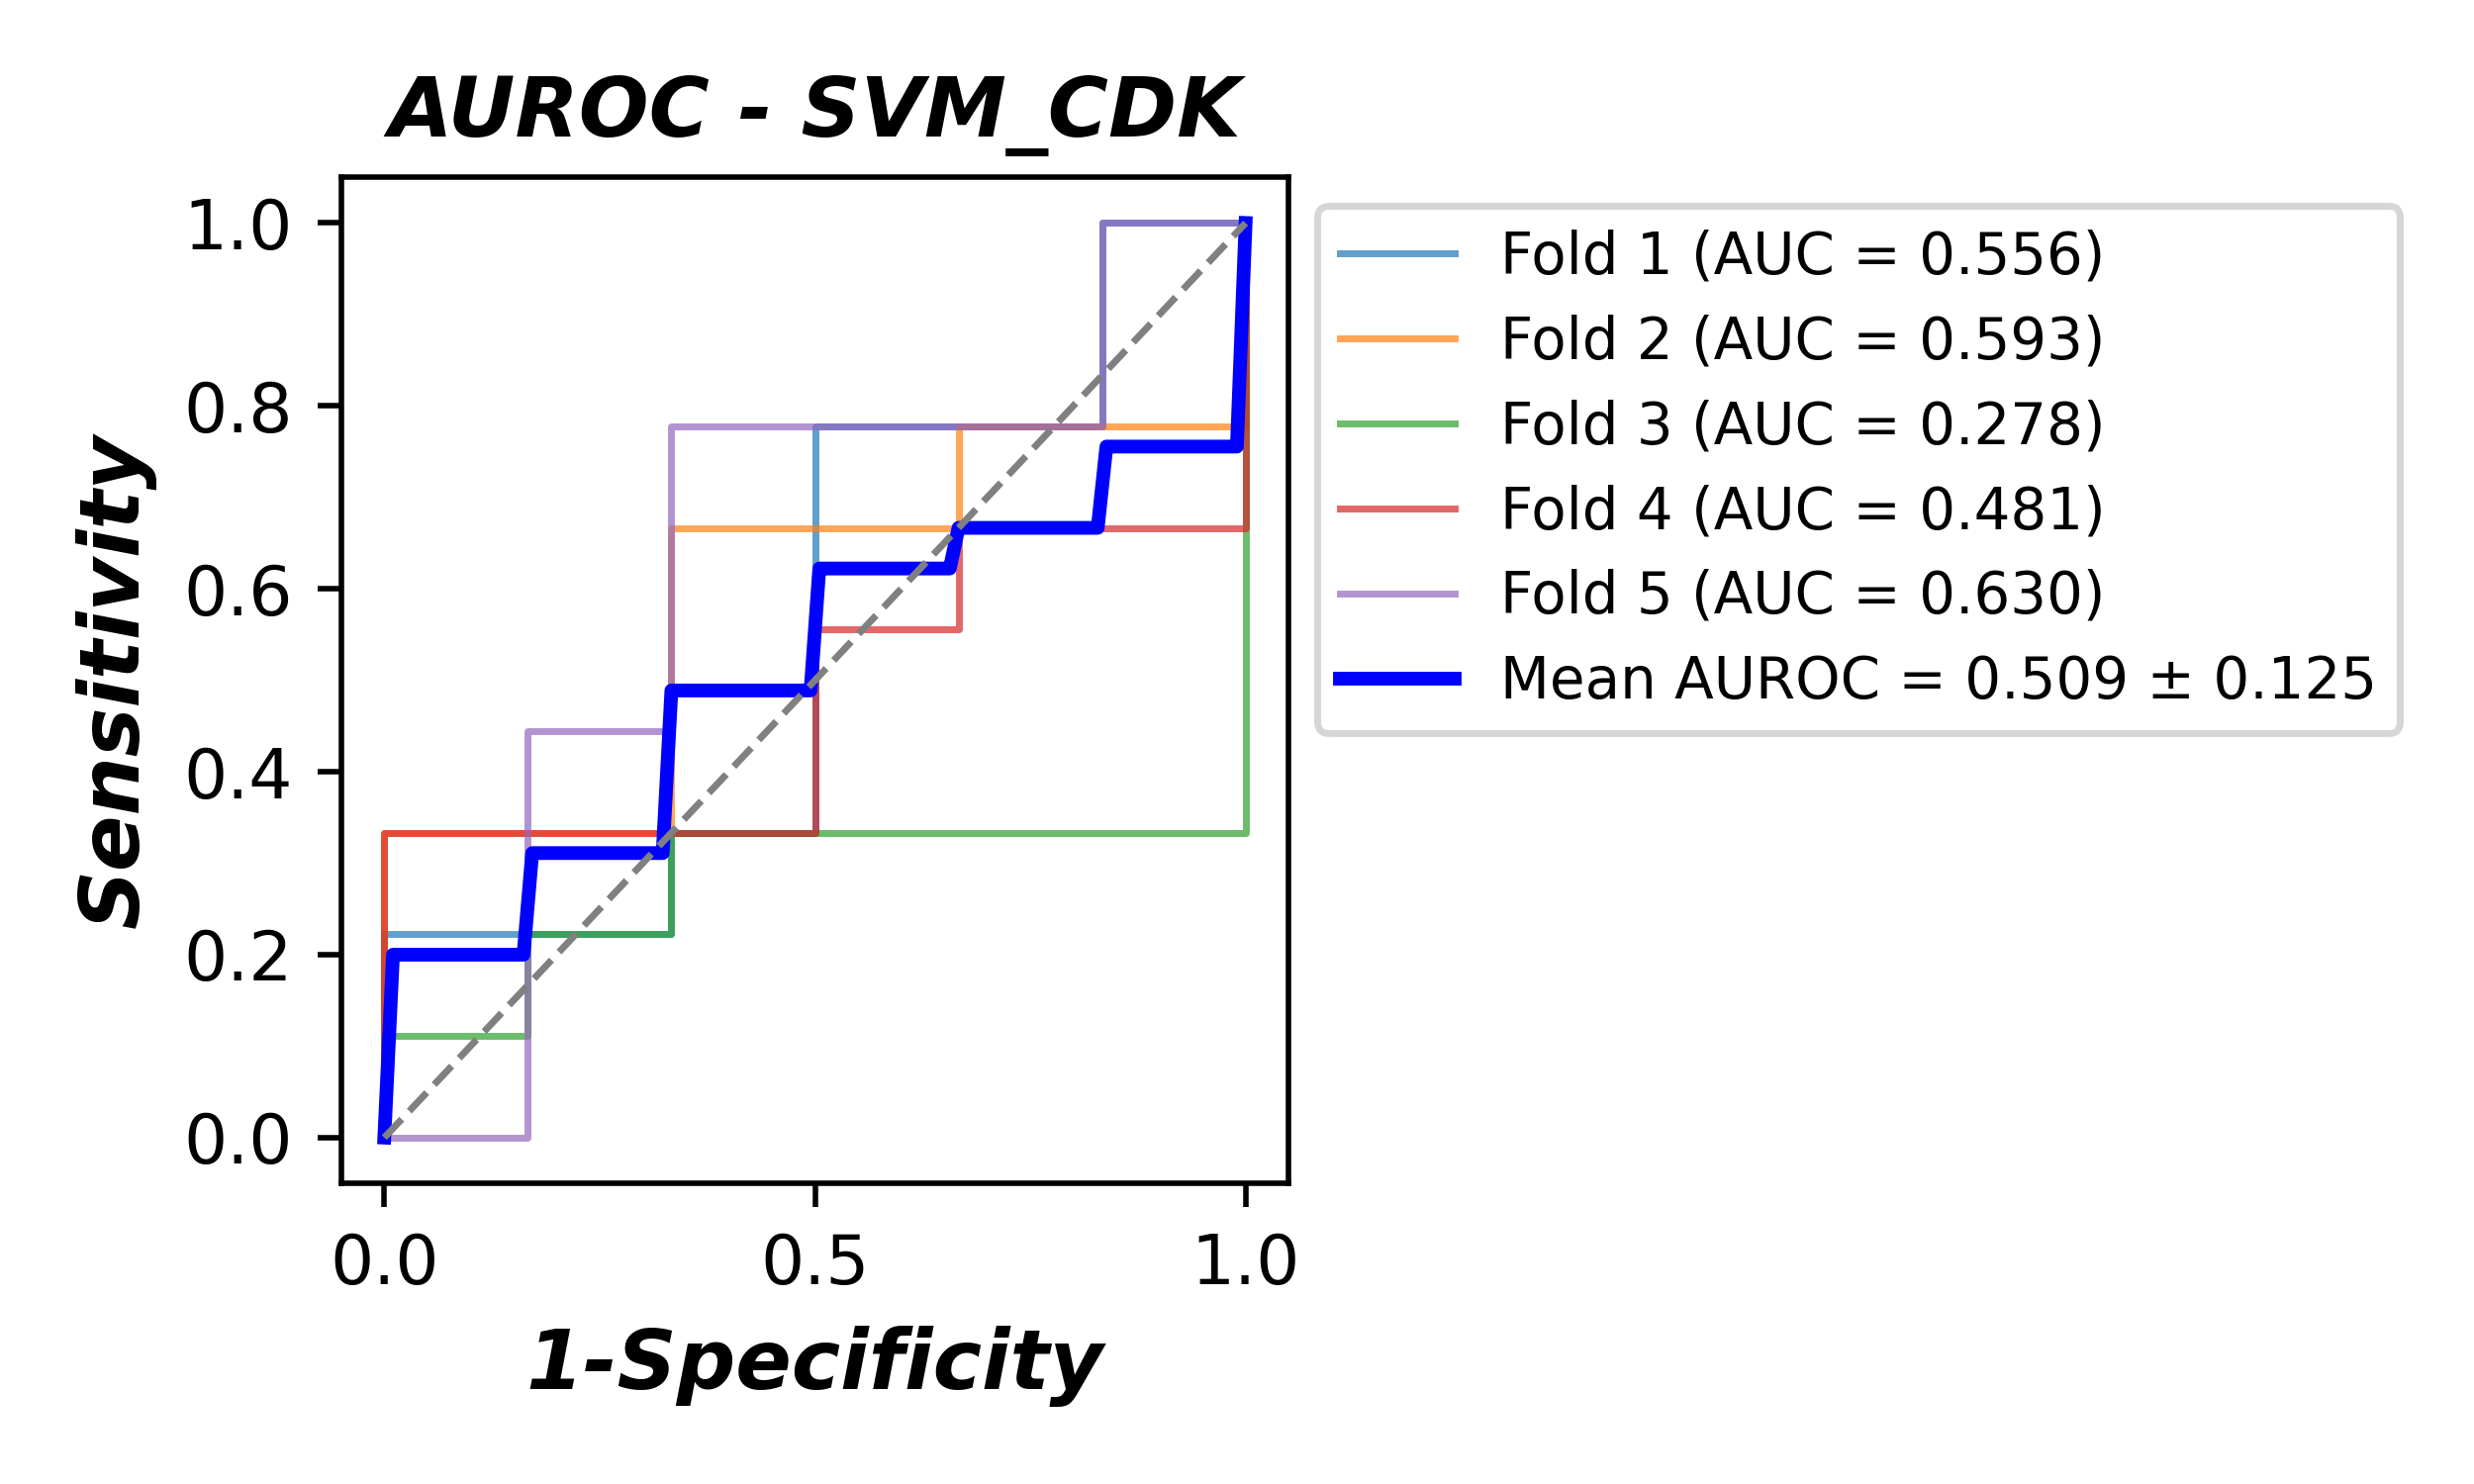 AUROC - SVM_CDK
Sensitivity
1.0
0.8
0.6
0.4
0.2
0.0
0.0 0.5 1.0
1-Specificity
Fold 1 (AUC = 0.556)
Fold 2 (AUC = 0.593)
Fold 3 (AUC = 0.278)
Fold 4 (AUC = 0.481)
Fold 5 (AUC = 0.630)
Mean AUROC = 0.509 ± 0.125